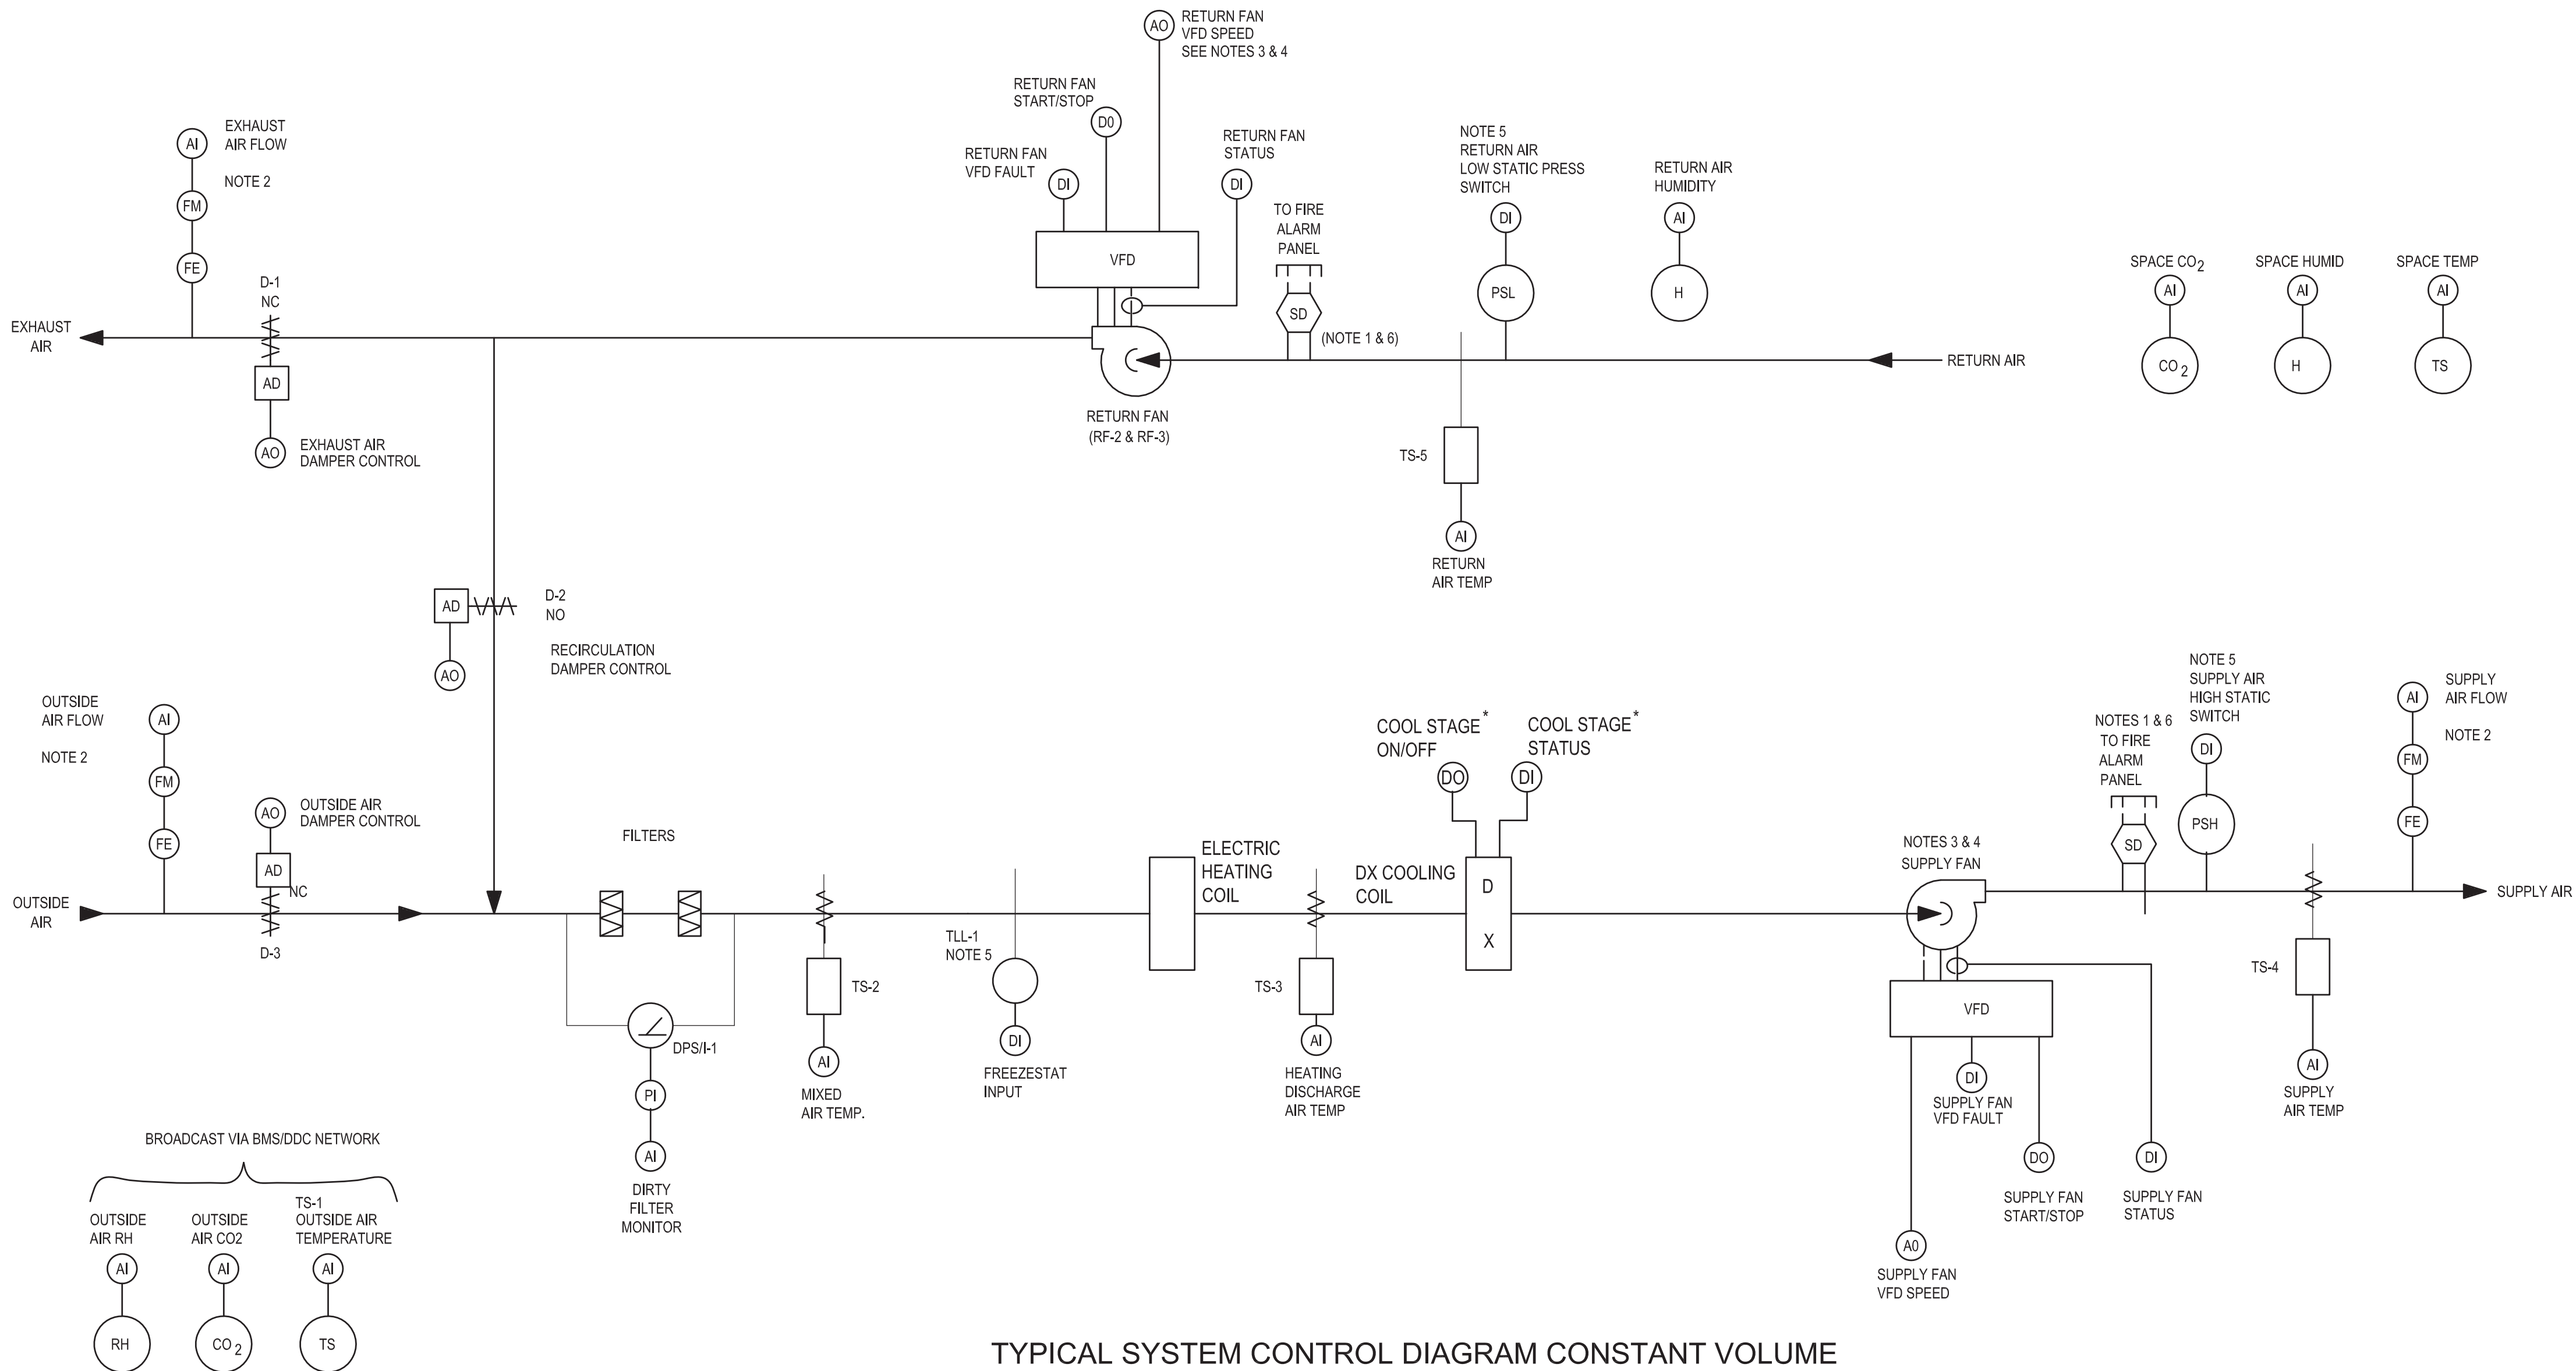 AO
RETURN FAN
VFD SPEED
SEE NOTES 3 & 4
RETURN FAN
START/STOP
D0
RETURN FAN
VFD FAULT
DI
RETURN FAN
STATUS
DI
VFD
EXHAUST
AIR FLOW
NOTE 2
AI
FM
FE
D-1
NC
AD
AO
EXHAUST AIR
DAMPER CONTROL
EXHAUST
AIR
TO FIRE
ALARM
PANEL
SD
(NOTE 1 & 6)
NOTE 5
RETURN AIR
LOW STATIC PRESS
SWITCH
DI
PSL
RETURN AIR
HUMIDITY
AI
H
RETURN AIR
RETURN FAN
(RF-2 & RF-3)
TS-5
AI
RETURN
AIR TEMP
SPACE CO2
AI
CO 2
SPACE HUMID
AI
H
SPACE TEMP
AI
TS
AD
D-2
NO
AO
RECIRCULATION
DAMPER CONTROL
OUTSIDE
AIR FLOW
NOTE 2
AI
FM
FE
AO
OUTSIDE AIR
DAMPER CONTROL
AD
NC
D-3
OUTSIDE
AIR
FILTERS
DPS/I-1
PI
AI
DIRTY
FILTER
MONITOR
TS-2
AI
MIXED
AIR TEMP.
TLL-1
NOTE 5
DI
FREEZESTAT
INPUT
ELECTRIC
HEATING
COIL
TS-3
AI
HEATING
DISCHARGE
AIR TEMP
DX COOLING
COIL
COOL STAGE*
ON/OFF
DO
COOL STAGE*
STATUS
DI
D
X
NOTES 3 & 4
SUPPLY FAN
VFD
DI
SUPPLY FAN
VFD FAULT
DO
SUPPLY FAN
START/STOP
DI
SUPPLY FAN
STATUS
A0
SUPPLY FAN
VFD SPEED
NOTES 1 & 6
TO FIRE
ALARM
PANEL
SD
NOTE 5
SUPPLY AIR
HIGH STATIC
SWITCH
DI
PSH
SUPPLY
AIR FLOW
NOTE 2
AI
FM
FE
SUPPLY AIR
TS-4
AI
SUPPLY
AIR TEMP
BROADCAST VIA BMS/DDC NETWORK
OUTSIDE
AIR RH
AI
RH
OUTSIDE
AIR CO2
AI
CO 2
TS-1
OUTSIDE AIR
TEMPERATURE
AI
TS
TYPICAL SYSTEM CONTROL DIAGRAM CONSTANT VOLUME